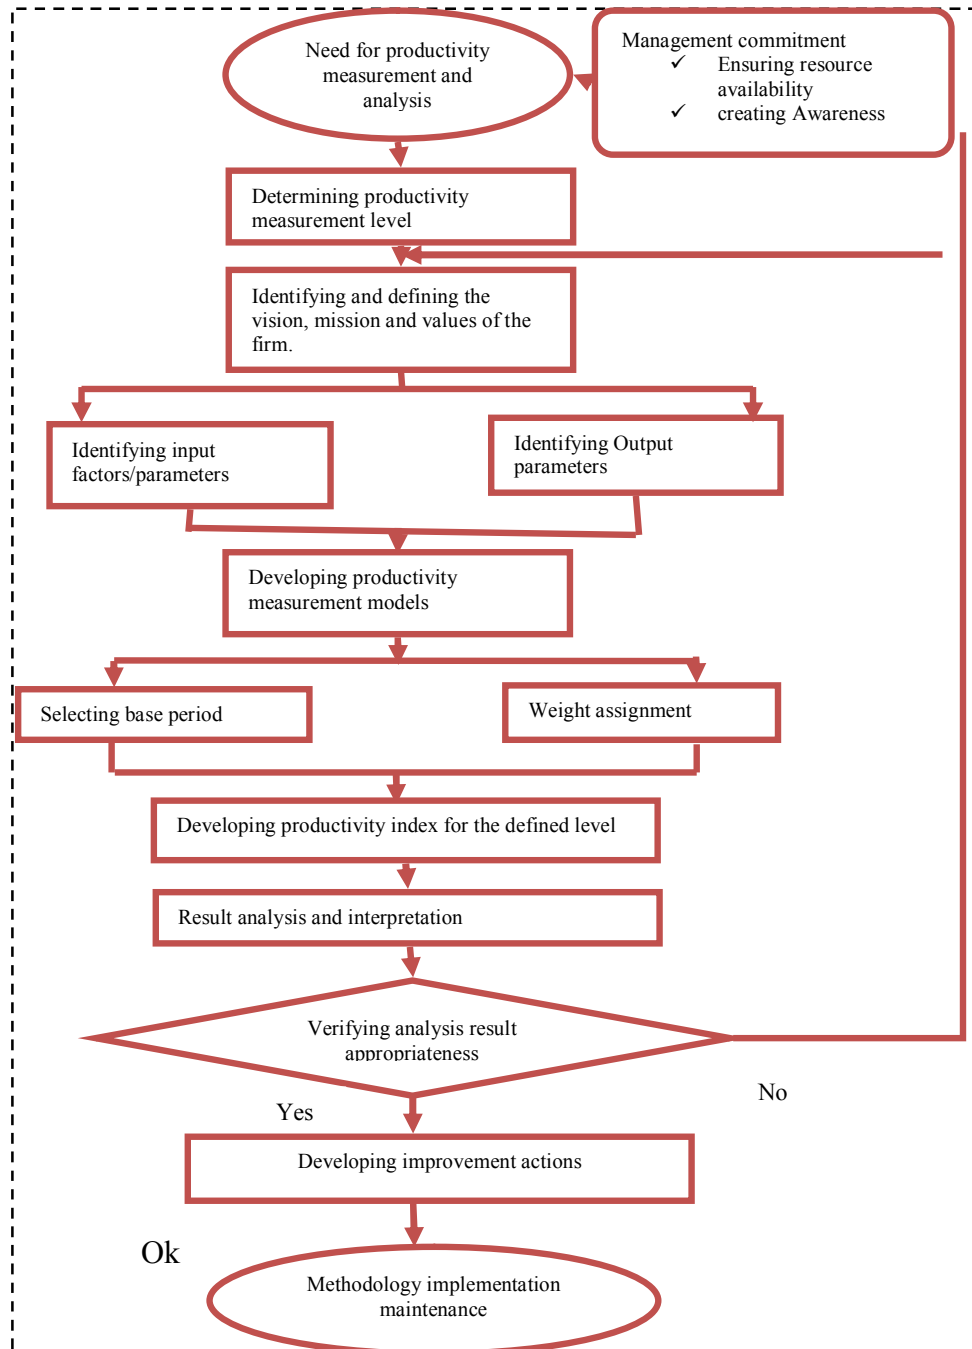 Need for productivity
measurement and
analysis
Management commitment
✓ Ensuring resource
availability
✓ creating Awareness
Determining productivity
measurement level
Identifying and defining the
vision, mission and values of the
firm.
Identifying input
factors/parameters
Identifying Output
parameters
Developing productivity
measurement models
Selecting base period
Weight assignment
Developing productivity index for the defined level
Result analysis and interpretation
Verifying analysis result
appropriateness
No
Yes
Developing improvement actions
Ok
Methodology implementation
maintenance